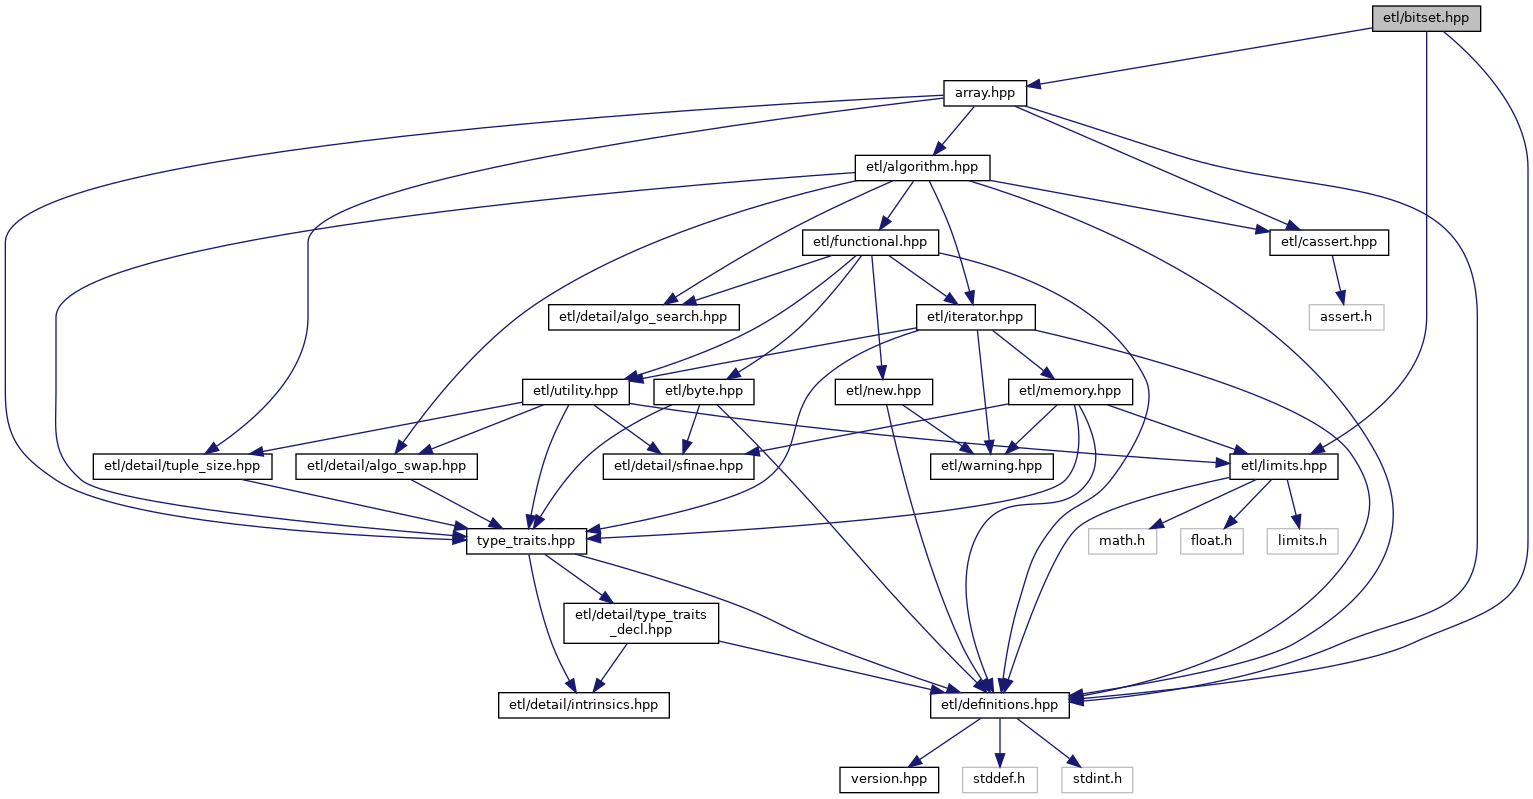 etl/bitset.hpp
array.hpp
etl/algorithm.hpp
etl/functional.hpp
etl/cassert.hpp
etl/detail/algo_search.hpp
etl/iterator.hpp
assert.h
etl/utility.hpp
etl/byte.hpp
etl/new.hpp
etl/memory.hpp
etl/detail/tuple_size.hpp
etl/detail/algo_swap.hpp
etl/detail/sfinae.hpp
etl/warning.hpp
etl/limits.hpp
type_traits.hpp
math.h
float.h
limits.h
etl/detail/type_traits
_decl.hpp
etl/detail/intrinsics.hpp
etl/definitions.hpp
version.hpp
stddef.h
stdint.h